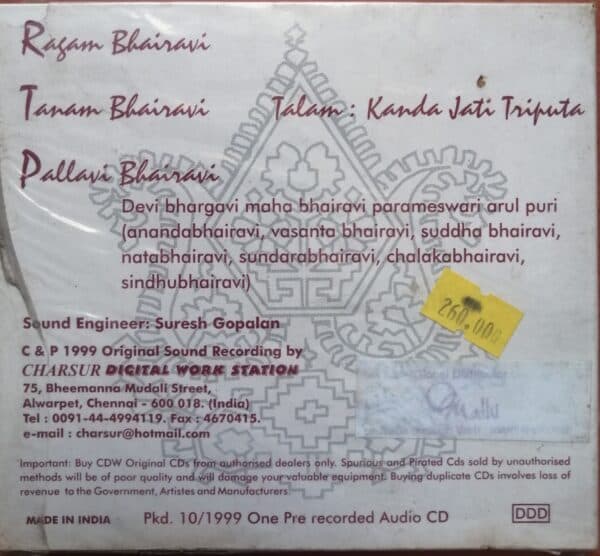 Ragam Bhairavi
Tanam Bhairavi Talam : Kanda Jati Triputa
Pallavi Bhairavi
Devi bhargavi maha bhairavi parameswari arul puri
(anandabhairavi, vasanta bhairavi, suddha bhairavi,
natabhairavi, sundarabhairavi, chalakabhairavi,
sindhubhairavi)
260.00
Sound Engineer: Suresh Gopalan
C & P 1999 Original Sound Recording by
CHARSUR DIGITAL WORK STATION
75, Bheemanna Mudali Street,
Alwarpet, Chennai - 600 018. (India)
Tel : 0091-44-4994119. Fax : 4670415.
e-mail : charsur@hotmail.com
Important: Buy CDW Original CDs from authorised dealers only. Spurious and Pirated Cds sold by unauthorised
methods will be of poor quality and will damage your valuable equipment. Buying duplicate CDs involves loss of
revenue to the Government, Artistes and Manufacturers.
MADE IN INDIA Pkd. 10/1999 One Pre recorded Audio CD DDD